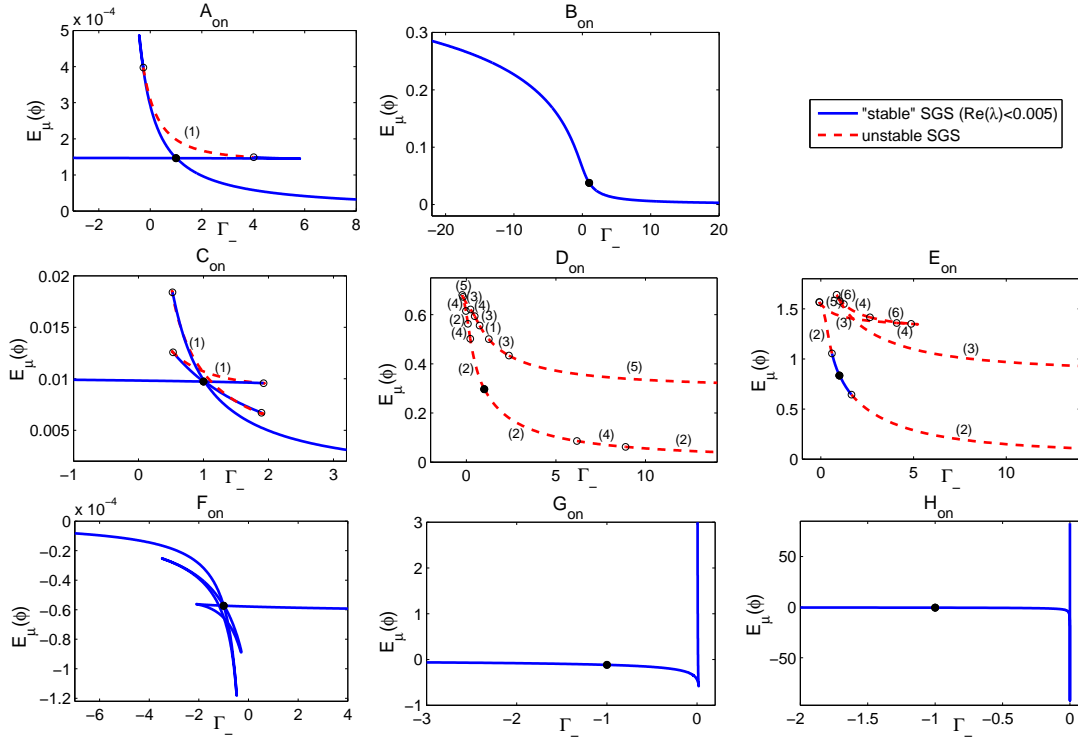 A_on
x 10^-4
5
4
3
2
1
0
E_μ(ϕ)
(1)
−2 0 2 4 6 8
Γ_−
B_on
0.3
0.2
0.1
0
E_μ(ϕ)
−20 −10 0 10 20
Γ_−
"stable" SGS (Re(λ)<0.005)
unstable SGS
C_on
0.02
0.015
0.01
0.005
E_μ(ϕ)
(1)
(1)
−1 0 1 2 3
Γ_−
D_on
0.6
0.4
0.2
0
E_μ(ϕ)
(5)
(4) (3)
(4)
(2) (3)
(4) (1)
(3)
(5)
(2)
(2) (4) (2)
0 5 10
Γ_−
E_on
1.5
1
0.5
0
E_μ(ϕ)
(6)
(5) (4) (6)
(3) (4)
(2)
(3)
(2)
0 5 10
Γ_−
F_on
x 10^-4
0
−0.2
−0.4
−0.6
−0.8
−1
−1.2
E_μ(ϕ)
−6 −4 −2 0 2 4
Γ_−
G_on
3
2
1
0
−1
E_μ(ϕ)
−3 −2 −1 0
Γ_−
H_on
50
0
−50
E_μ(ϕ)
−2 −1.5 −1 −0.5 0
Γ_−